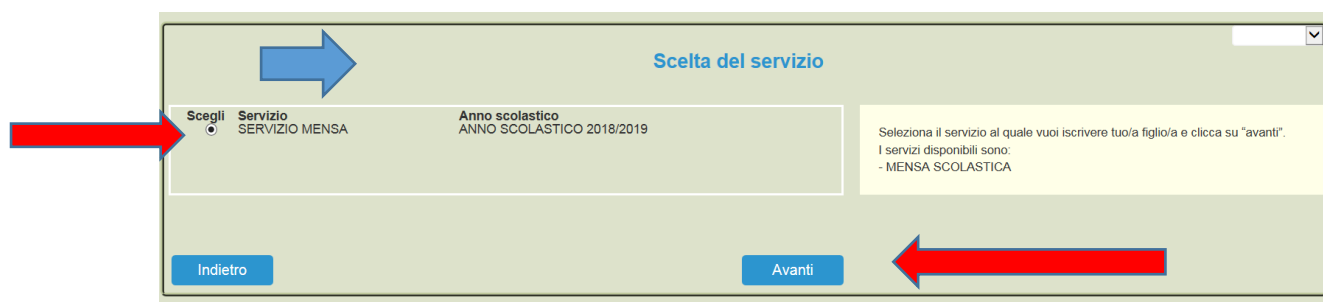 Scelta del servizio
Scegli Servizio Anno scolastico
SERVIZIO MENSA ANNO SCOLASTICO 2018/2019
Seleziona il servizio al quale vuoi iscrivere tuo/a figlio/a e clicca su "avanti".
I servizi disponibili sono:
- MENSA SCOLASTICA
Indietro Avanti